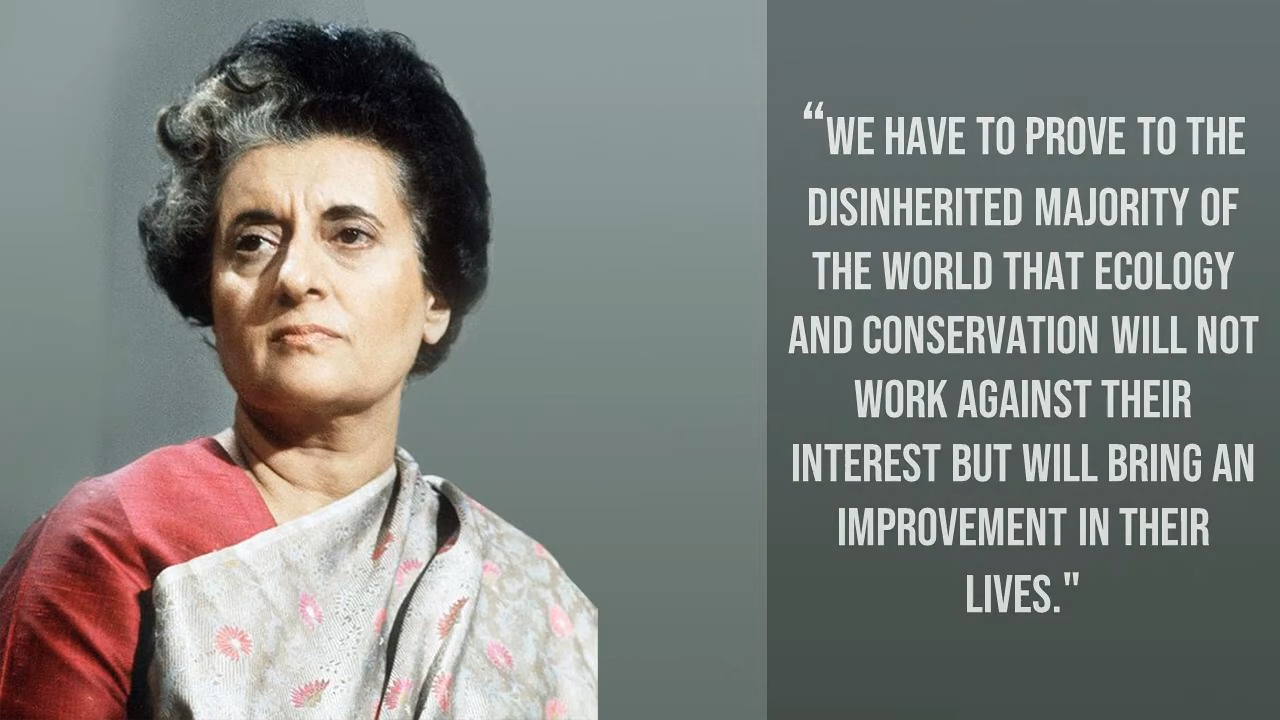 “WE HAVE TO PROVE TO THE
DISINHERITED MAJORITY OF
THE WORLD THAT ECOLOGY
AND CONSERVATION WILL NOT
WORK AGAINST THEIR
INTEREST BUT WILL BRING AN
IMPROVEMENT IN THEIR
LIVES."